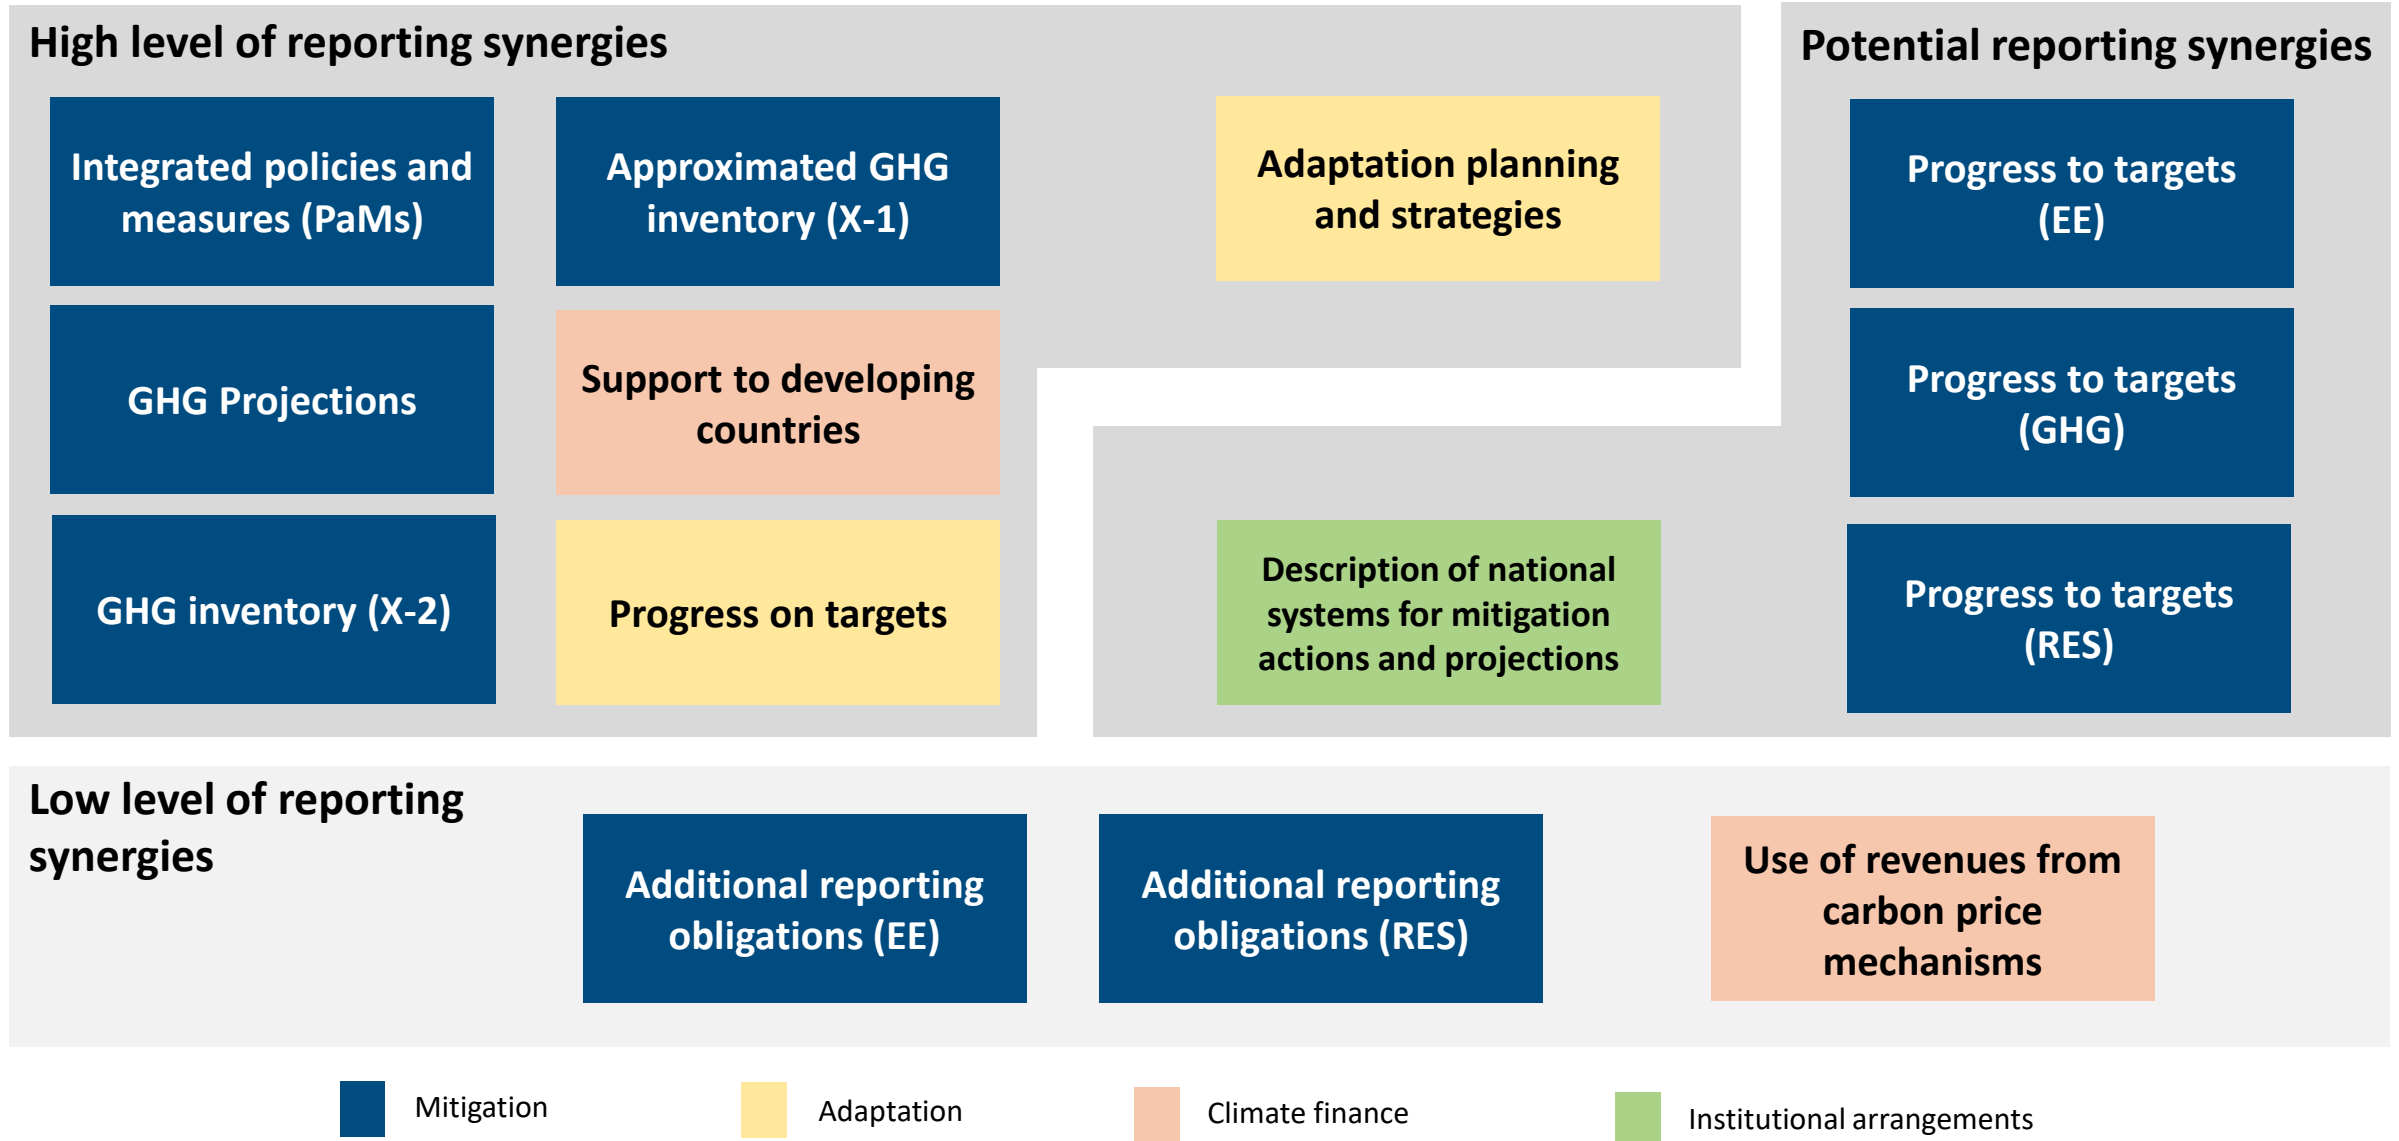 High level of reporting synergies
Integrated policies and
measures (PaMs)
Approximated GHG
inventory (X-1)
Adaptation planning
and strategies
GHG Projections
Support to developing
countries
GHG inventory (X-2)
Progress on targets
Potential reporting synergies
Progress to targets
(EE)
Progress to targets
(GHG)
Description of national
systems for mitigation
actions and projections
Progress to targets
(RES)
Low level of reporting
synergies
Additional reporting
obligations (EE)
Additional reporting
obligations (RES)
Use of revenues from
carbon price
mechanisms
Mitigation
Adaptation
Climate finance
Institutional arrangements